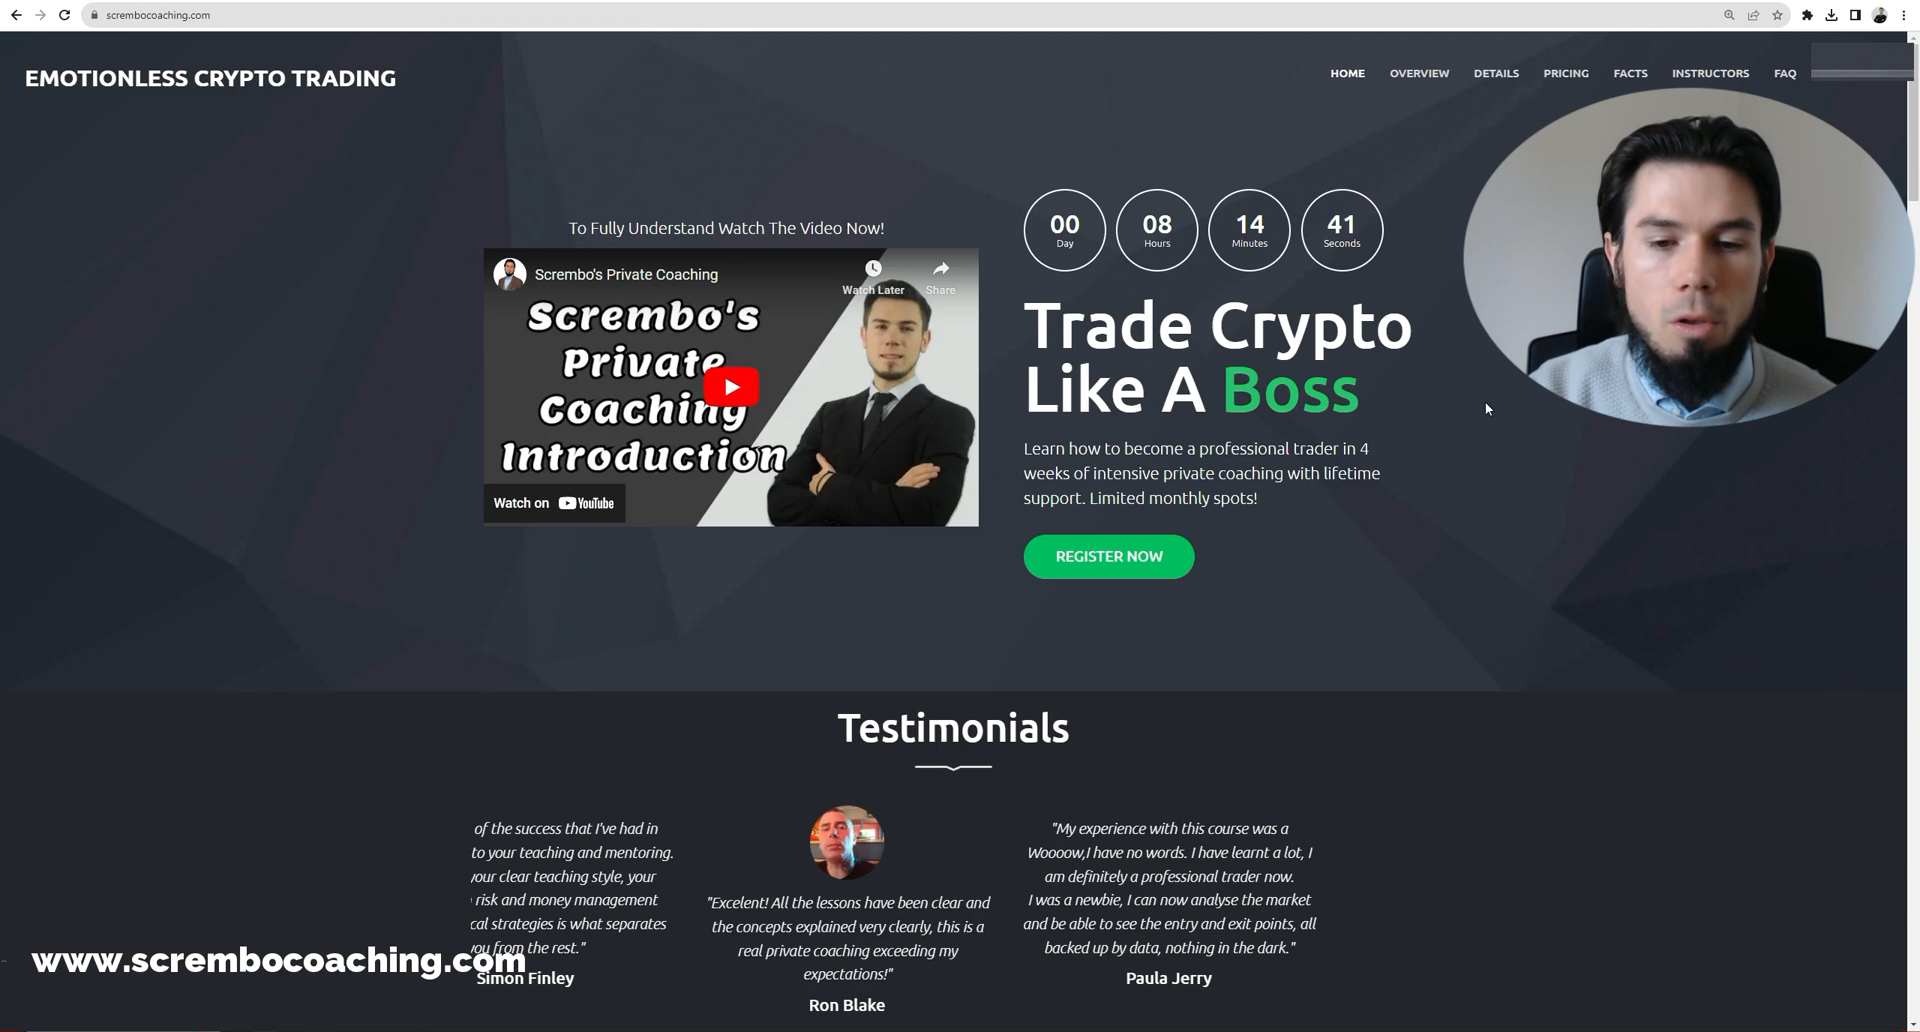 scrembocoaching.com
EMOTIONLESS CRYPTO TRADING
HOME OVERVIEW DETAILS PRICING FACTS INSTRUCTORS FAQ
To Fully Understand Watch The Video Now!
Scrembo's Private Coaching
Watch Later Share
Scrembo's
Private
Coaching
Introduction
Watch on YouTube
00 08 14 41
Day Hours Minutes Seconds
Trade Crypto
Like A Boss
Learn how to become a professional trader in 4
weeks of intensive private coaching with lifetime
support. Limited monthly spots!
REGISTER NOW
Testimonials
of the success that I've had in
to your teaching and mentoring.
your clear teaching style, your
risk and money management
cal strategies is what separates
you from the rest."
Simon Finley
"Excelent! All the lessons have been clear and
the concepts explained very clearly, this is a
real private coaching exceeding my
expectations!"
Ron Blake
"My experience with this course was a
Woooow,I have no words. I have learnt a lot, I
am definitely a professional trader now.
I was a newbie, I can now analyse the market
and be able to see the entry and exit points, all
backed up by data, nothing in the dark."
Paula Jerry
www.scrembocoaching.com